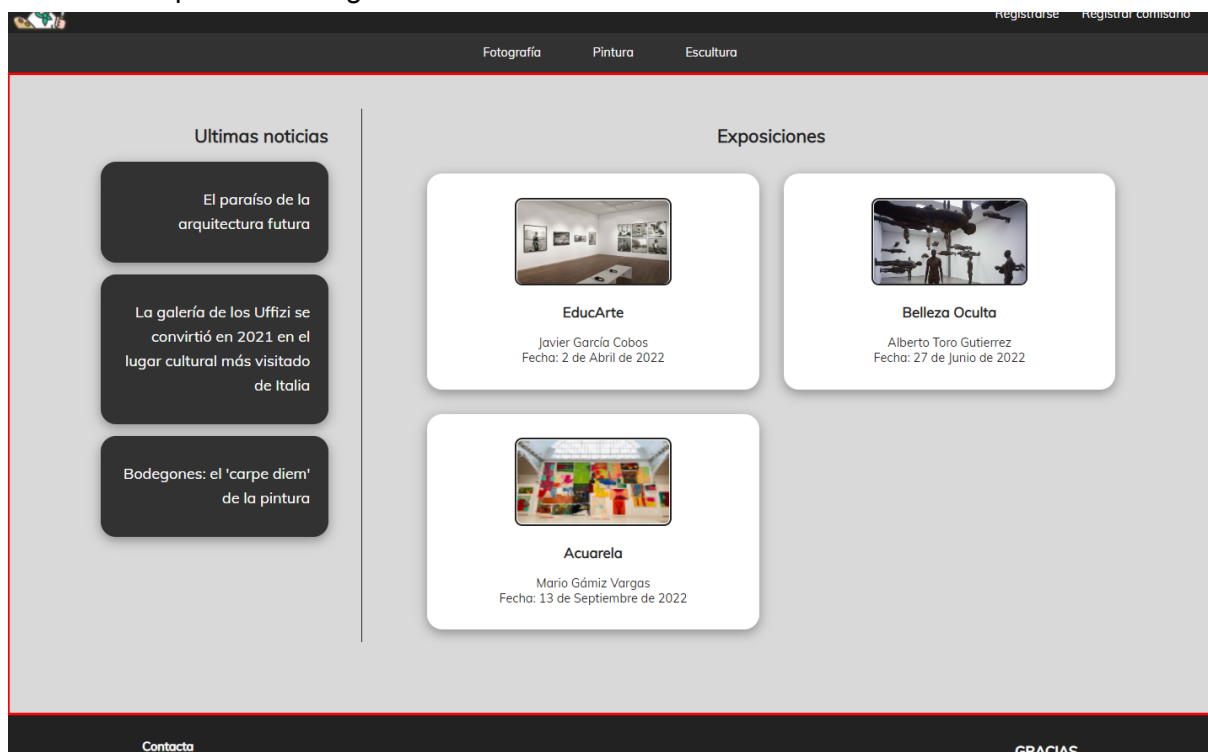 Registrarse Registrar comisario
Fotografía Pintura Escultura
Ultimas noticias
El paraíso de la
arquitectura futura
La galería de los Uffizi se
convirtió en 2021 en el
lugar cultural más visitado
de Italia
Bodegones: el 'carpe diem'
de la pintura
Exposiciones
EducArte
Javier García Cobos
Fecha: 2 de Abril de 2022
Belleza Oculta
Alberto Toro Gutierrez
Fecha: 27 de Junio de 2022
Acuarela
Mario Gámiz Vargas
Fecha: 13 de Septiembre de 2022
Contacta
GRACIAS